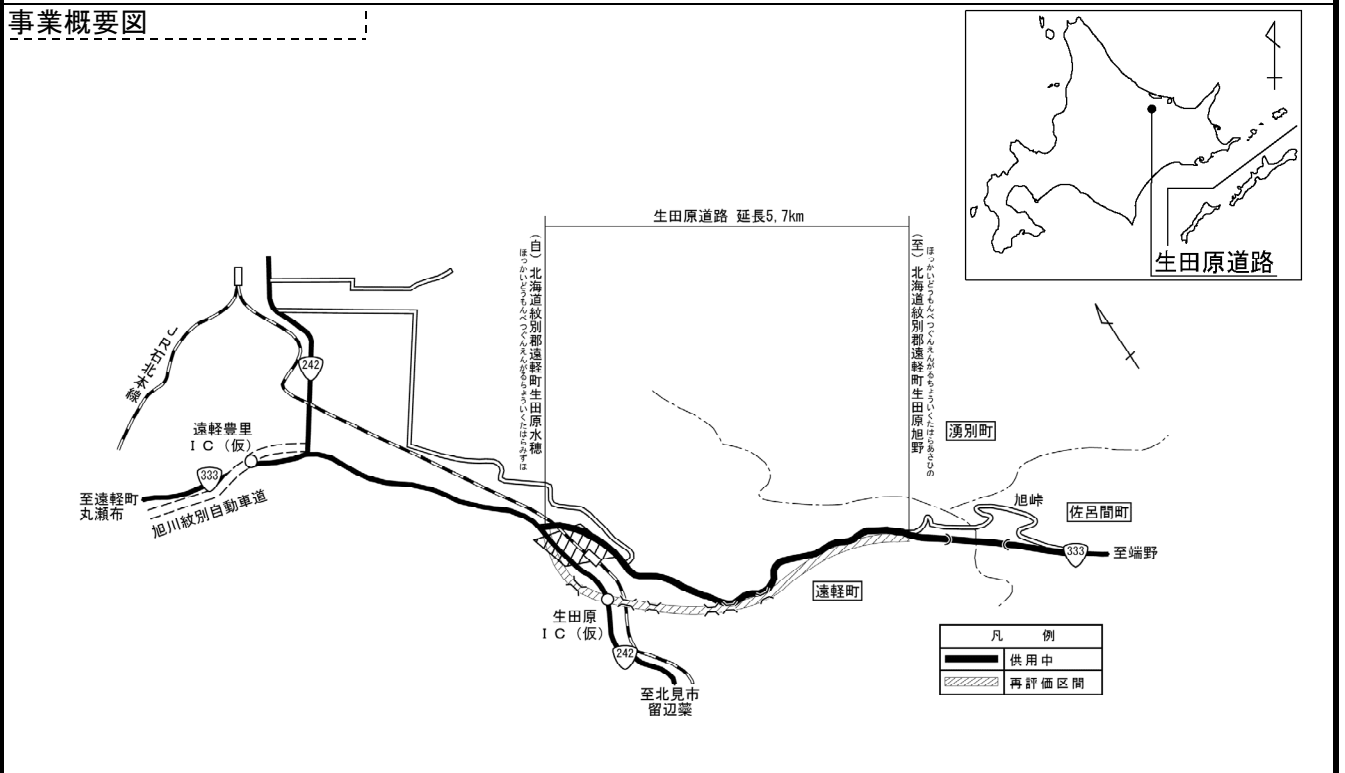 事業概要図
生田原道路
生田原道路 延長5,7km
(自)北海道紋別郡遠軽町生田原水穂
ほっかいどうもんべつぐんえんがるちょういくたはらみずほ
(至)北海道紋別郡遠軽町生田原旭野
ほっかいどうもんべつぐんえんがるちょういくたはらあさひの
JR石北本線
242
遠軽豊里
IC(仮)
333
至遠軽町
丸瀬布
旭川紋別自動車道
湧別町
旭峠
佐呂間町
333
至端野
遠軽町
生田原
IC(仮)
242
至北見市
留辺蘂
凡 例
供用中
再評価区間